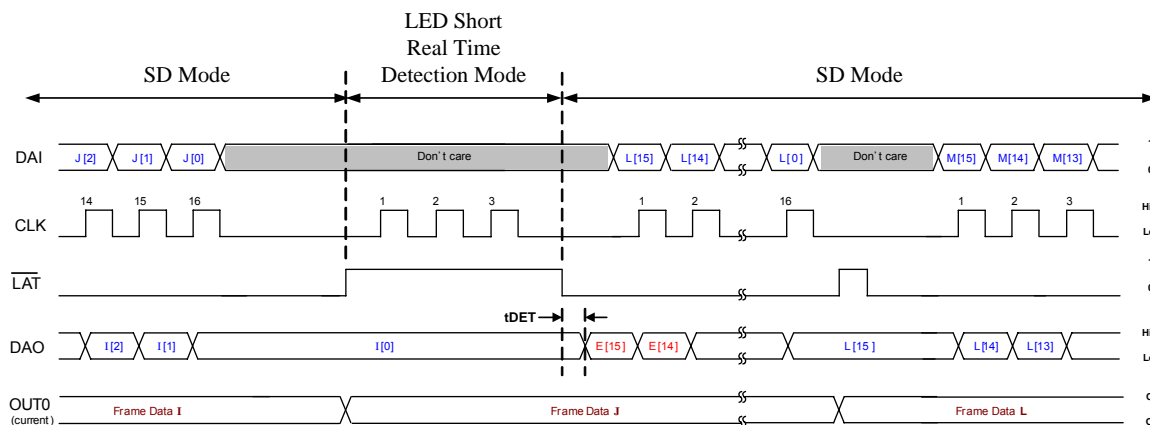 LED Short
Real Time
SD Mode Detection Mode SD Mode
DAI J [2] J [1] J [0] Don`t care L [15] L [14] L [0] Don`t care M [15] M [14] M [13]
14 15 16 1 2 3 1 2 16 1 2 3
CLK Hi
L
LAT
tDET
DAO I [2] I [1] I [0] E [15] E [14] L [15] L [14] L [13] Hi
L
OUT0 Frame Data I Frame Data J Frame Data L
(current)